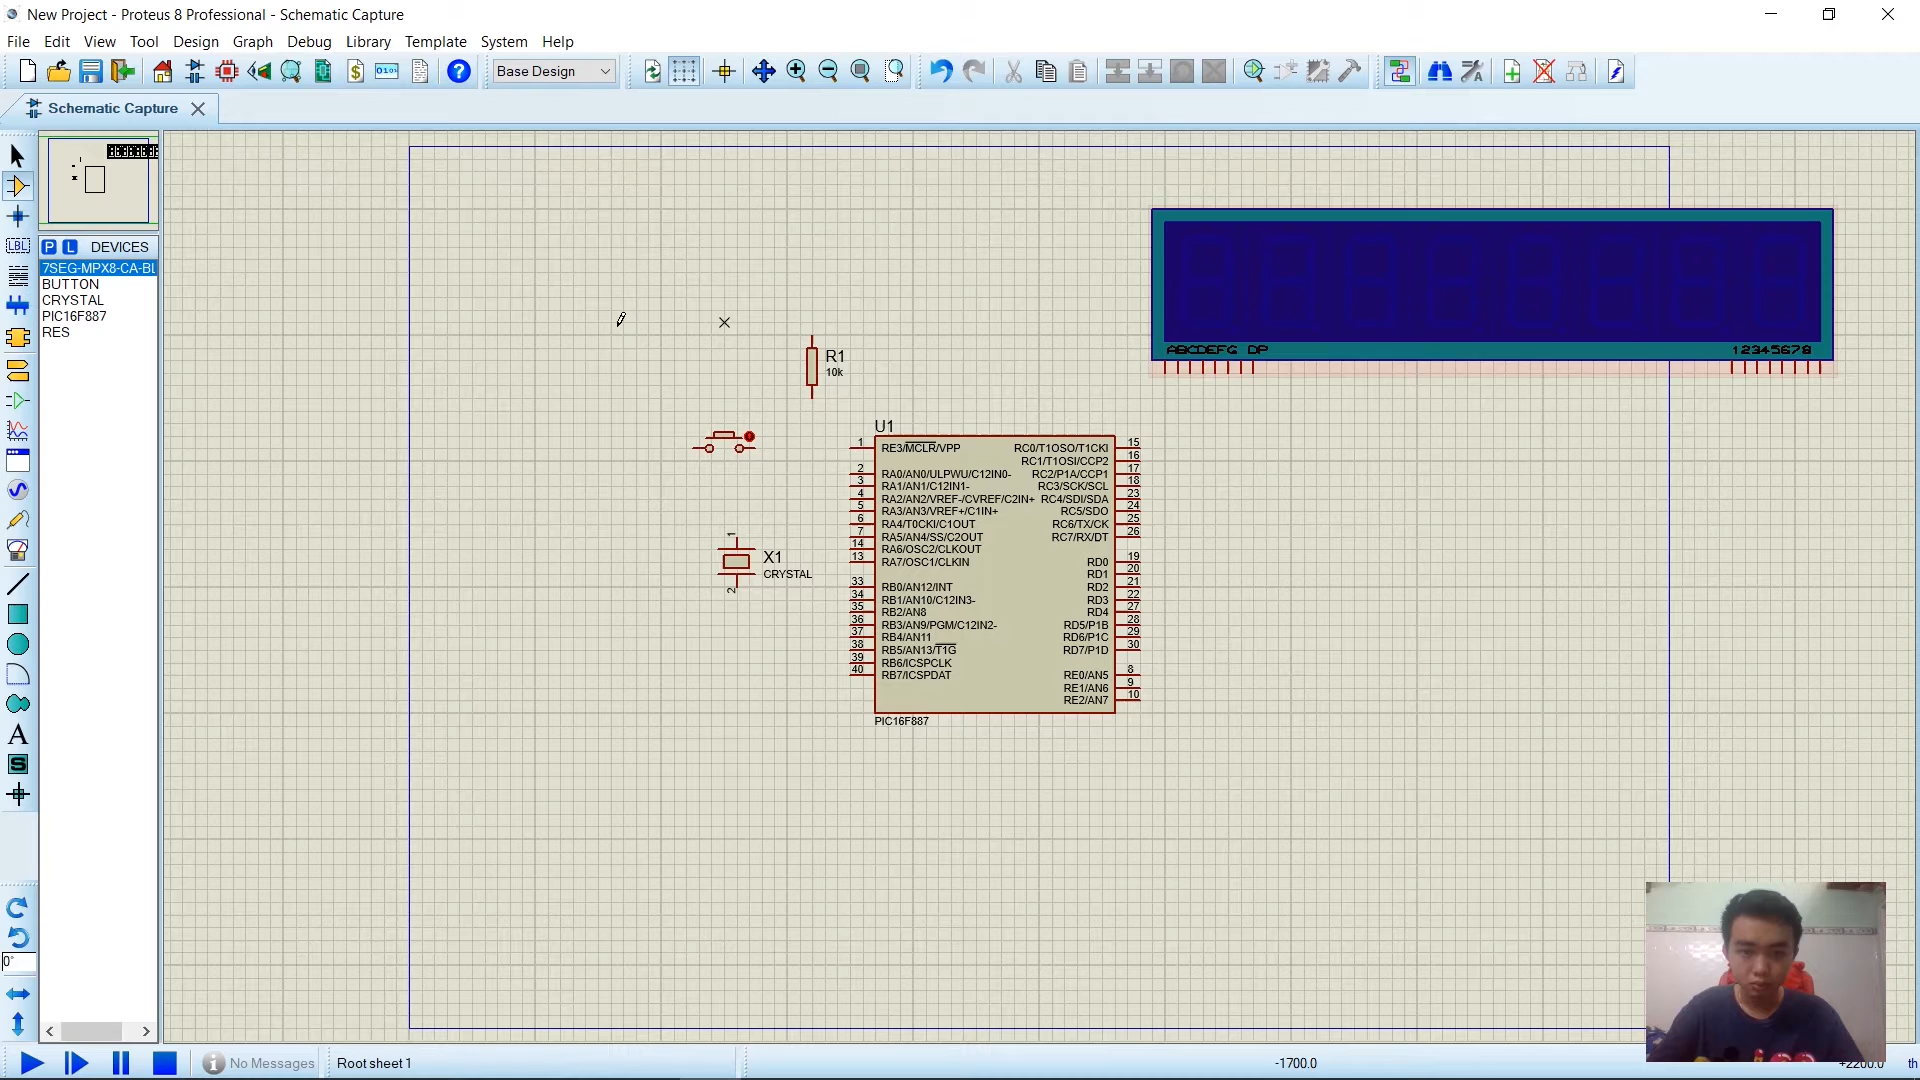 New Project - Proteus 8 Professional - Schematic Capture
File Edit View Tool Design Graph Debug Library Template System Help
Base Design
Schematic Capture
P L DEVICES
7SEG-MPX8-CA-BL
BUTTON
CRYSTAL
PIC16F887
RES
LBL
A
S
0°
ABCDEFG DP
12345678
R1
10k
X1
CRYSTAL
1
2
U1
1 RE3/MCLR/VPP
2 RA0/AN0/ULPWU/C12IN0-
3 RA1/AN1/C12IN1-
4 RA2/AN2/VREF-/CVREF/C2IN+
5 RA3/AN3/VREF+/C1IN+
6 RA4/T0CKI/C1OUT
7 RA5/AN4/SS/C2OUT
14 RA6/OSC2/CLKOUT
13 RA7/OSC1/CLKIN
33 RB0/AN12/INT
34 RB1/AN10/C12IN3-
35 RB2/AN8
36 RB3/AN9/PGM/C12IN2-
37 RB4/AN11
38 RB5/AN13/T1G
39 RB6/ICSPCLK
40 RB7/ICSPDAT
RC0/T1OSO/T1CKI 15
RC1/T1OSI/CCP2 16
RC2/P1A/CCP1 17
RC3/SCK/SCL 18
RC4/SDI/SDA 23
RC5/SDO 24
RC6/TX/CK 25
RC7/RX/DT 26
RD0 19
RD1 20
RD2 21
RD3 22
RD4 27
RD5/P1B 28
RD6/P1C 29
RD7/P1D 30
RE0/AN5 8
RE1/AN6 9
RE2/AN7 10
PIC16F887
No Messages
Root sheet 1
-1700.0
+2200.0
th